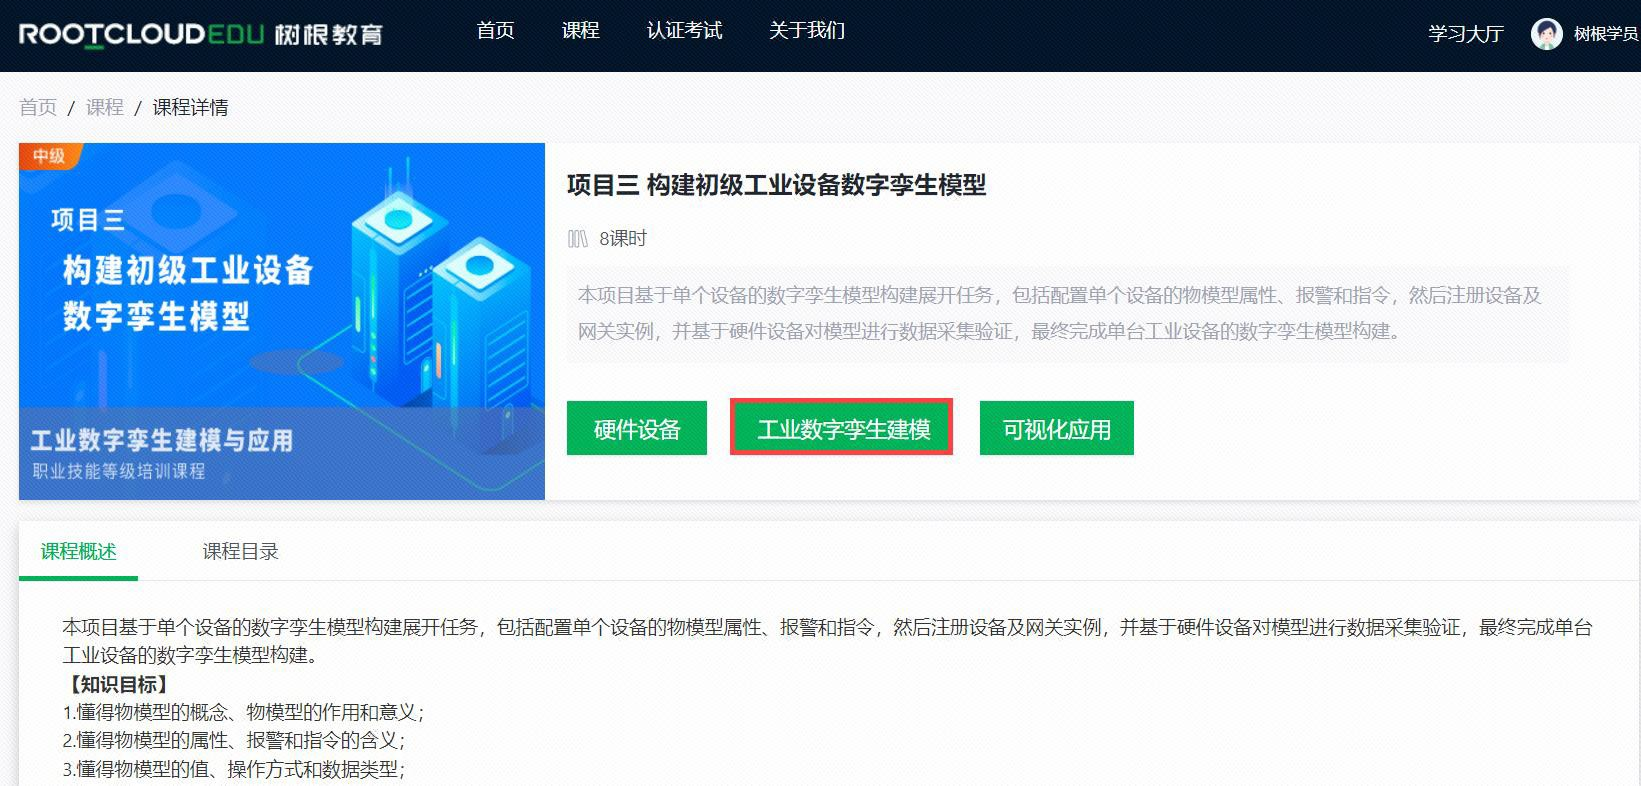 ROOTCLOUDEDU 树根教育 首页 课程 认证考试 关于我们 学习大厅 树根学员
首页 / 课程 / 课程详情
中级
项目三
构建初级工业设备
数字孪生模型
工业数字孪生建模与应用
职业技能等级培训课程
项目三 构建初级工业设备数字孪生模型
8课时
本项目基于单个设备的数字孪生模型构建展开任务，包括配置单个设备的物模型属性、报警和指令，然后注册设备及
网关实例，并基于硬件设备对模型进行数据采集验证，最终完成单台工业设备的数字孪生模型构建。
硬件设备 工业数字孪生建模 可视化应用
课程概述 课程目录
本项目基于单个设备的数字孪生模型构建展开任务，包括配置单个设备的物模型属性、报警和指令，然后注册设备及网关实例，并基于硬件设备对模型进行数据采集验证，最终完成单台
工业设备的数字孪生模型构建。
【知识目标】
1.懂得物模型的概念、物模型的作用和意义；
2.懂得物模型的属性、报警和指令的含义；
3.懂得物模型的值、操作方式和数据类型；